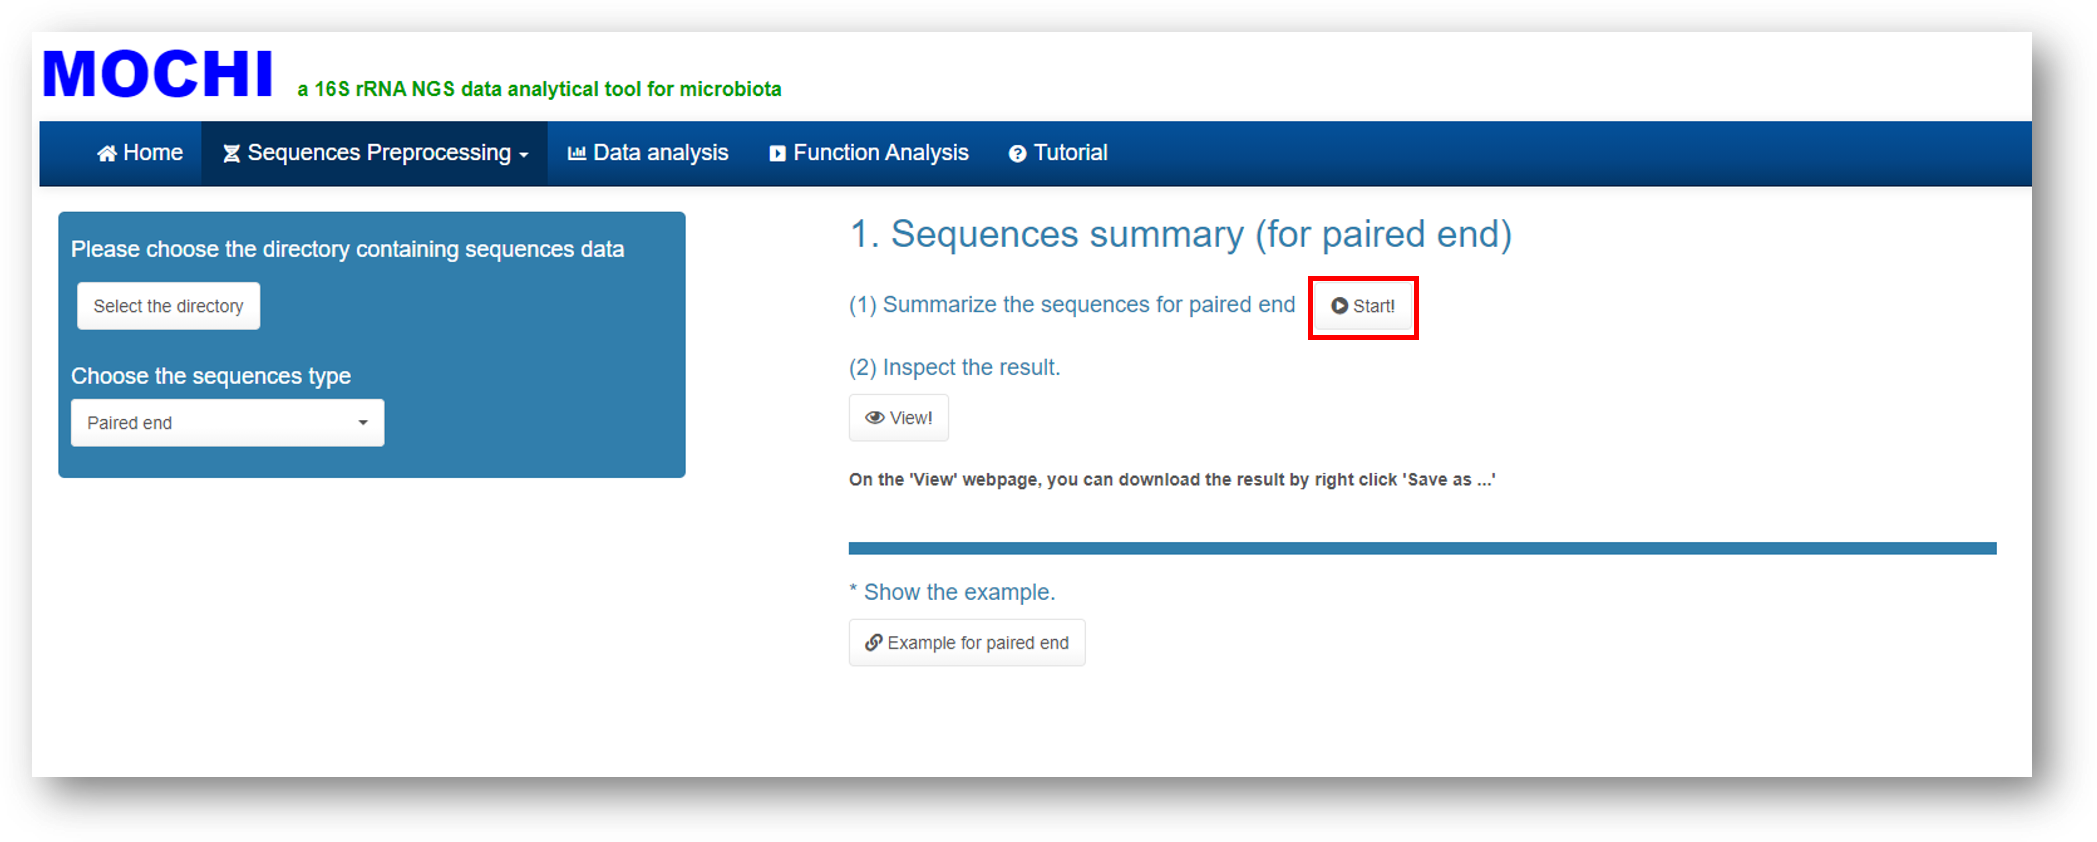 MOCHI a 16S rRNA NGS data analytical tool for microbiota
Home Sequences Preprocessing Data analysis Function Analysis Tutorial
Please choose the directory containing sequences data
Select the directory
Choose the sequences type
Paired end
1. Sequences summary (for paired end)
(1) Summarize the sequences for paired end Start!
(2) Inspect the result.
View!
On the 'View' webpage, you can download the result by right click 'Save as ...'
* Show the example.
Example for paired end